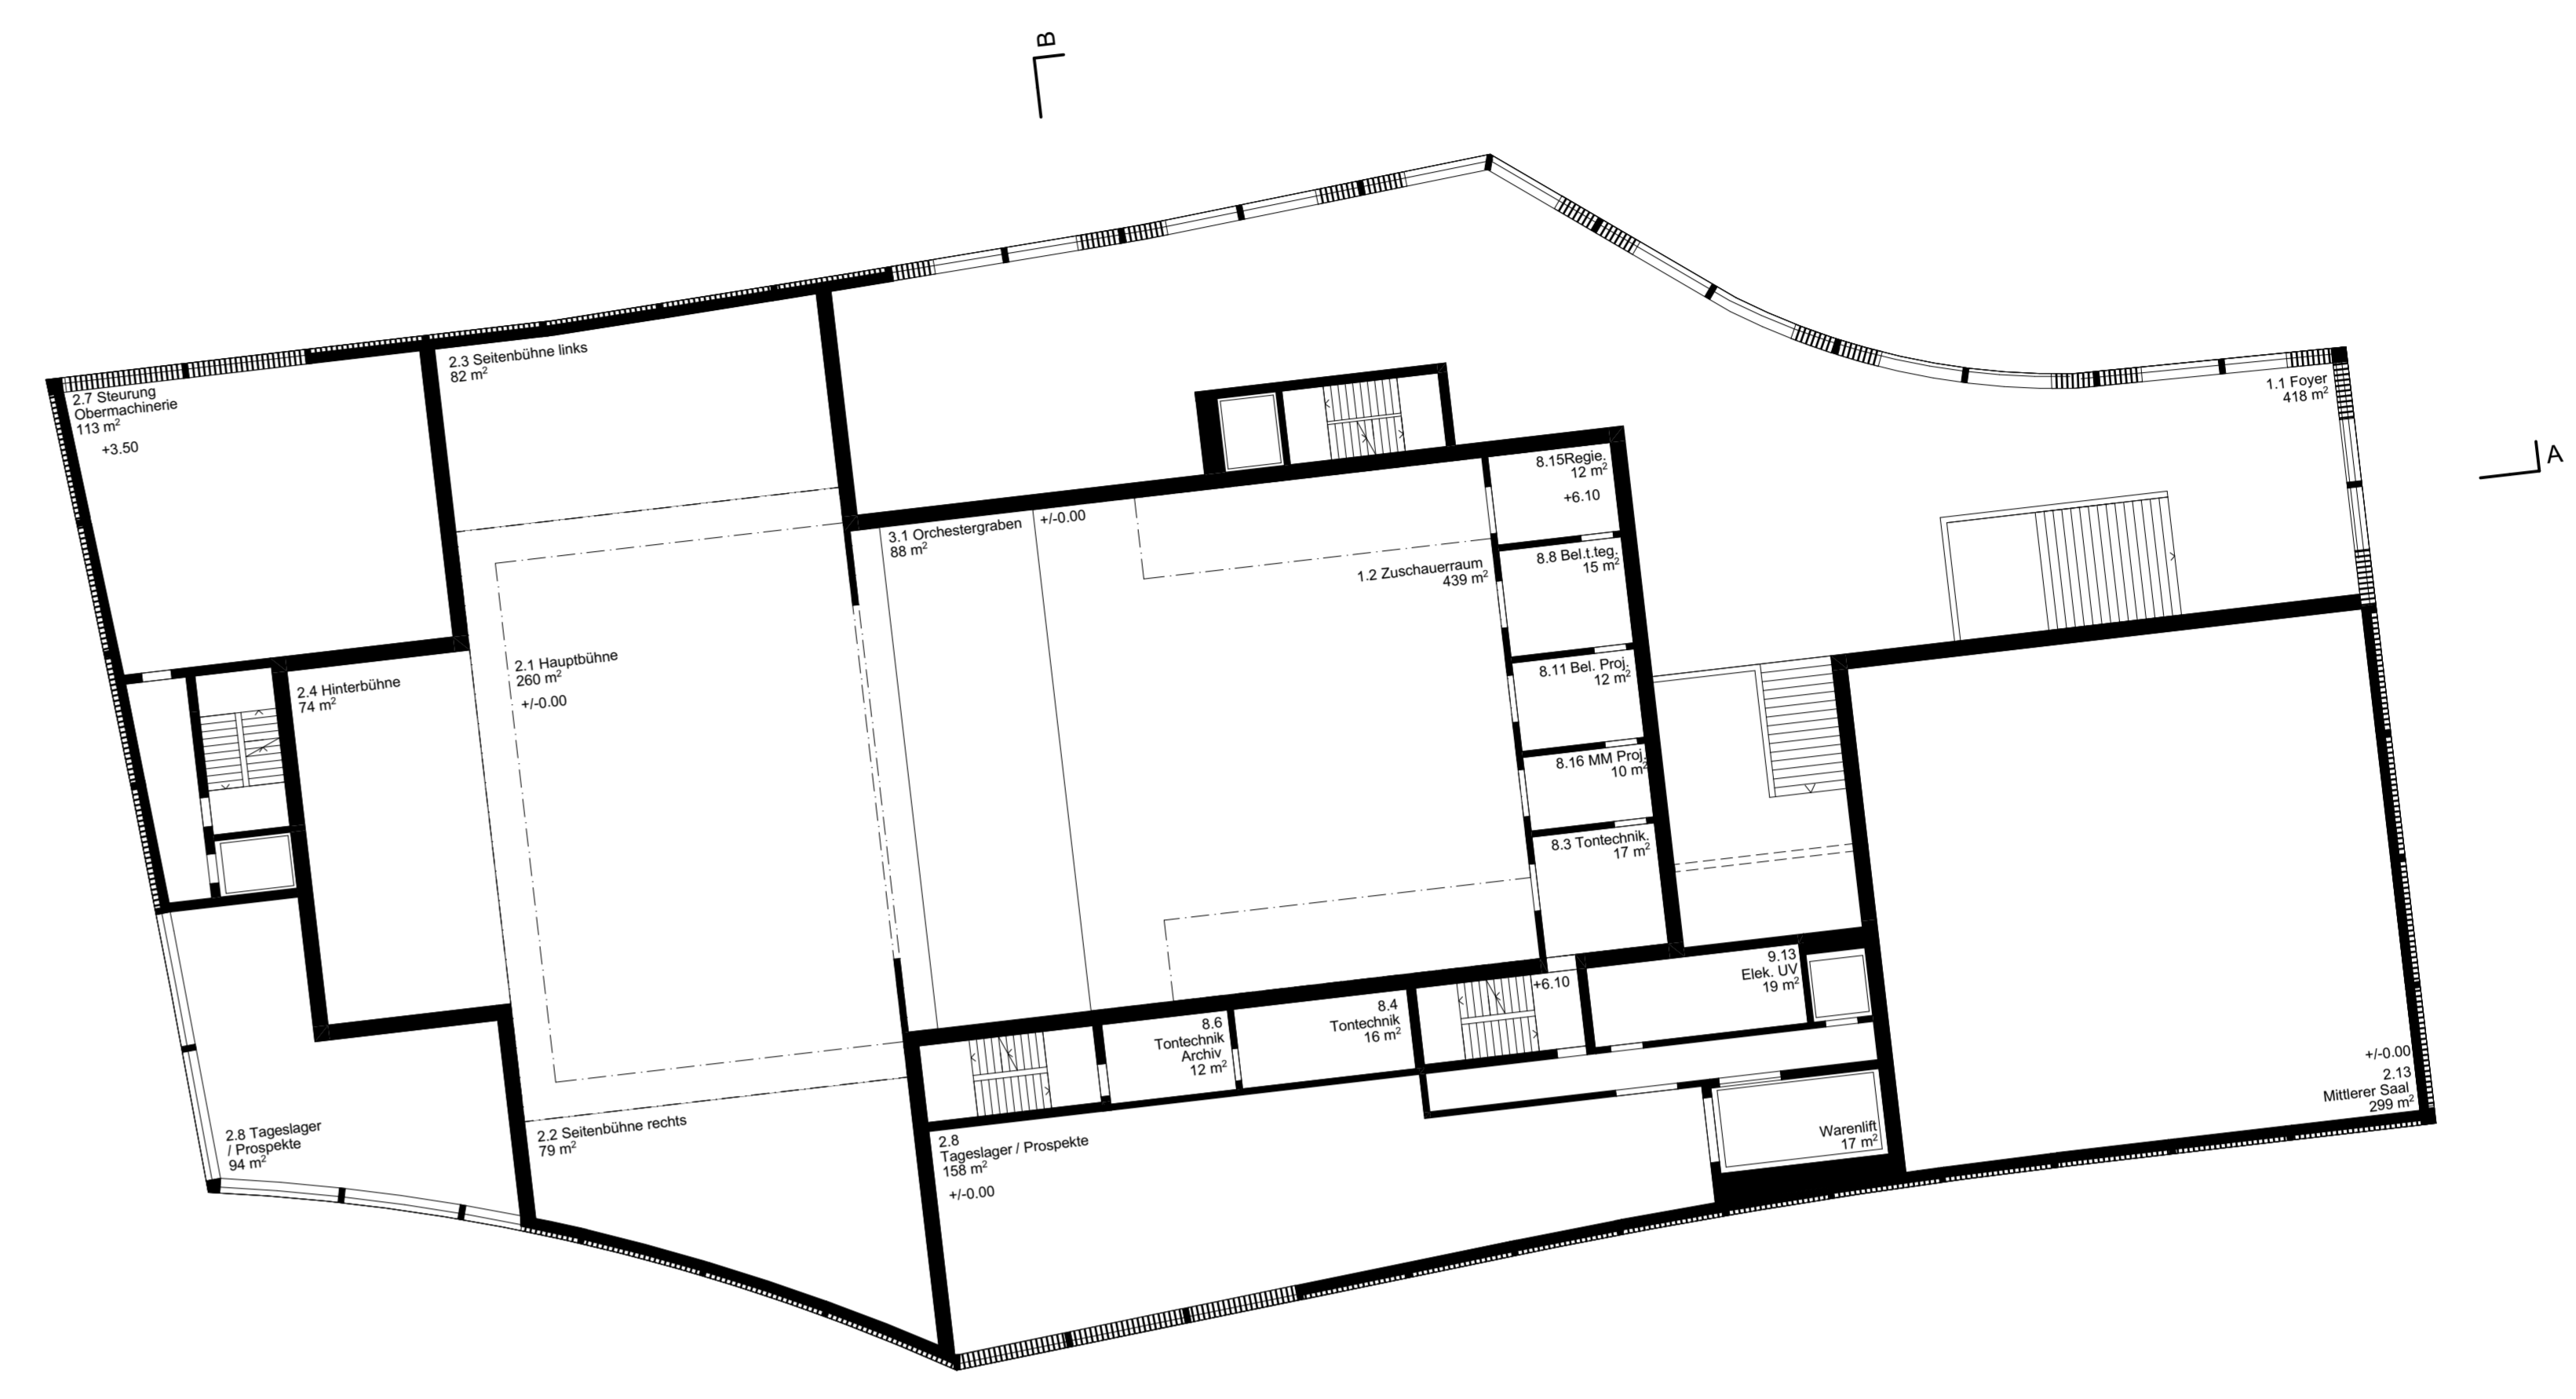 B
A
2.7 Steurung
Obermachinerie
113 m²
+3.50
2.3 Seitenbühne links
82 m²
1.1 Foyer
418 m²
8.15Regie.
12 m²
+6.10
3.1 Orchestergraben
88 m²
+/-0.00
1.2 Zuschauerraum
439 m²
8.8 Bel.t.teg.
15 m²
2.1 Hauptbühne
260 m²
+/-0.00
2.4 Hinterbühne
74 m²
8.11 Bel. Proj.
12 m²
8.16 MM Proj.
10 m²
8.3 Tontechnik.
17 m²
9.13
Elek. UV
19 m²
+6.10
8.4
Tontechnik
16 m²
8.6
Tontechnik
Archiv
12 m²
2.8 Tageslager
/ Prospekte
94 m²
2.2 Seitenbühne rechts
79 m²
2.8
Tageslager / Prospekte
158 m²
+/-0.00
Warenlift
17 m²
+/-0.00
2.13
Mittlerer Saal
299 m²